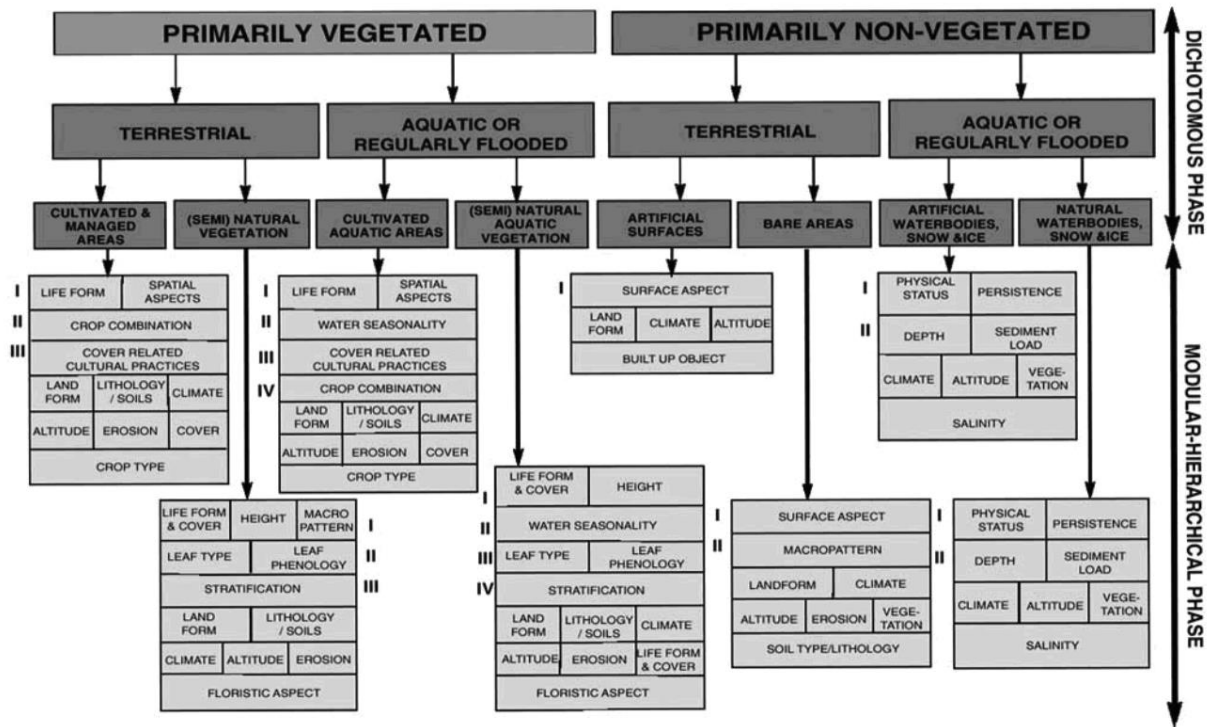 PRIMARILY VEGETATED
PRIMARILY NON-VEGETATED
DICHOTOMOUS PHASE
TERRESTRIAL
AQUATIC OR
REGULARLY FLOODED
TERRESTRIAL
AQUATIC OR
REGULARLY FLOODED
CULTIVATED &
MANAGED
AREAS
(SEMI) NATURAL
VEGETATION
CULTIVATED
AQUATIC AREAS
(SEMI) NATURAL
AQUATIC
VEGETATION
ARTIFICIAL
SURFACES
BARE AREAS
ARTIFICIAL
WATERBODIES,
SNOW &ICE
NATURAL
WATERBODIES,
SNOW &ICE
MODULAR-HIERARCHICAL PHASE
I
LIFE FORM
SPATIAL
ASPECTS
II
CROP COMBINATION
III
COVER RELATED
CULTURAL PRACTICES
LAND
FORM
LITHOLOGY
/ SOILS
CLIMATE
ALTITUDE
EROSION
COVER
CROP TYPE
I
LIFE FORM
SPATIAL
ASPECTS
II
WATER SEASONALITY
III
COVER RELATED
CULTURAL PRACTICES
IV
CROP COMBINATION
LAND
FORM
LITHOLOGY
/ SOILS
CLIMATE
ALTITUDE
EROSION
COVER
CROP TYPE
I
SURFACE ASPECT
LAND
FORM
CLIMATE
ALTITUDE
BUILT UP OBJECT
I
PHYSICAL
STATUS
PERSISTENCE
II
DEPTH
SEDIMENT
LOAD
CLIMATE
ALTITUDE
VEGE-
TATION
SALINITY
LIFE FORM
& COVER
HEIGHT
MACRO
PATTERN
I
LEAF TYPE
LEAF
PHENOLOGY
II
STRATIFICATION
III
LAND
FORM
LITHOLOGY
/ SOILS
CLIMATE
ALTITUDE
EROSION
FLORISTIC ASPECT
I
LIFE FORM
& COVER
HEIGHT
II
WATER SEASONALITY
III
LEAF TYPE
LEAF
PHENOLOGY
IV
STRATIFICATION
LAND
FORM
LITHOLOGY
/ SOILS
CLIMATE
ALTITUDE
EROSION
LIFE FORM
& COVER
FLORISTIC ASPECT
I
SURFACE ASPECT
II
MACROPATTERN
LANDFORM
CLIMATE
ALTITUDE
EROSION
VEGE-
TATION
SOIL TYPE/LITHOLOGY
I
PHYSICAL
STATUS
PERSISTENCE
II
DEPTH
SEDIMENT
LOAD
CLIMATE
ALTITUDE
VEGE-
TATION
SALINITY